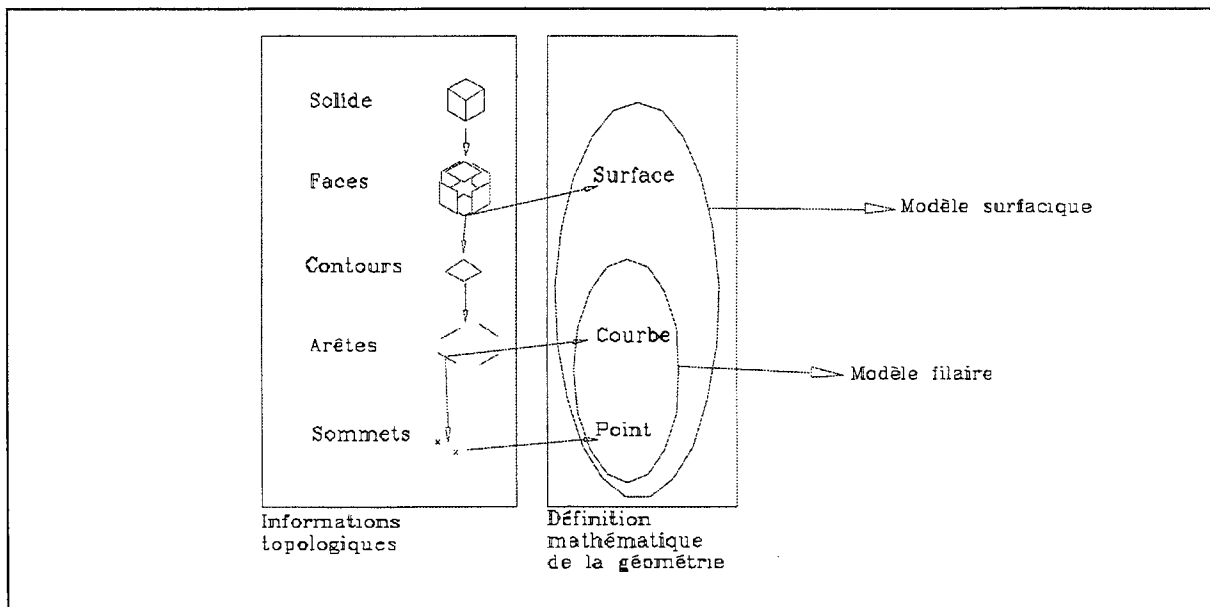 Solide
Faces
Contours
Arêtes
Sommets
Informations
topologiques
Surface
Courbe
Point
Définition
mathématique
de la géométrie
Modèle surfacique
Modèle filaire